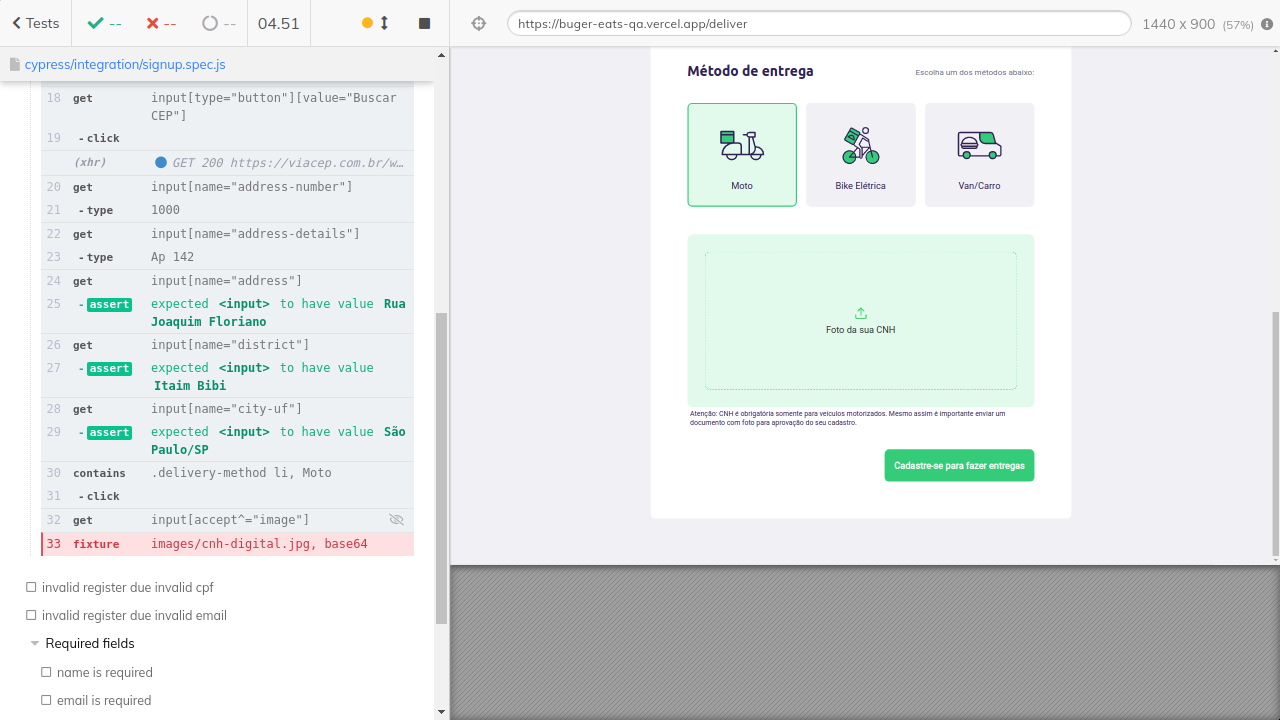 Tests
--
--
--
04.51
https://buger-eats-qa.vercel.app/deliver
1440 x 900 (57%)
cypress/integration/signup.spec.js
18 get input[type="button"][value="Buscar
CEP"]
19 - click
(xhr) GET 200 https://viacep.com.br/w…
20 get input[name="address-number"]
21 - type 1000
22 get input[name="address-details"]
23 - type Ap 142
24 get input[name="address"]
25 - assert expected <input> to have value Rua
Joaquim Floriano
26 get input[name="district"]
27 - assert expected <input> to have value
Itaim Bibi
28 get input[name="city-uf"]
29 - assert expected <input> to have value São
Paulo/SP
30 contains .delivery-method li, Moto
31 - click
32 get input[accept^="image"]
33 fixture images/cnh-digital.jpg, base64
invalid register due invalid cpf
invalid register due invalid email
Required fields
name is required
email is required
Método de entrega
Escolha um dos métodos abaixo:
Moto
Bike Elétrica
Van/Carro
Foto da sua CNH
Atenção: CNH é obrigatória somente para veículos motorizados. Mesmo assim é importante enviar um
documento com foto para aprovação do seu cadastro.
Cadastre-se para fazer entregas